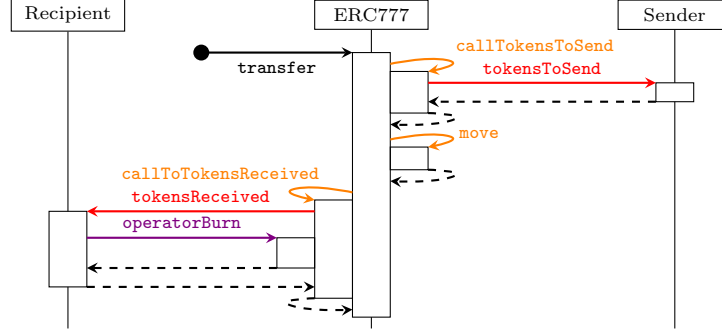 Recipient
ERC777
Sender
callTokensToSend
transfer
tokensToSend
move
callToTokensReceived
tokensReceived
operatorBurn